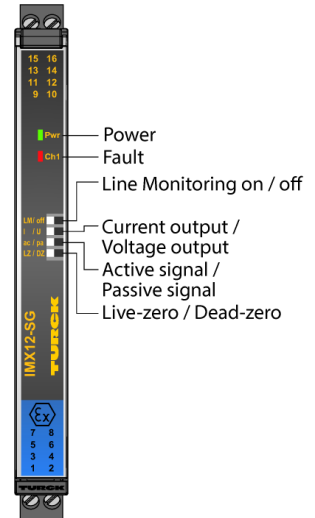 15 16
13 14
11 12
9 10
Pwr
Power
Ch1
Fault
Line Monitoring on / off
LM/ off
I / U
Current output /
Voltage output
ac / pa
Active signal /
Passive signal
LZ / DZ
Live-zero / Dead-zero
IMX12-SG
TURCK
Ex
7 8
5 6
3 4
1 2
TURCK